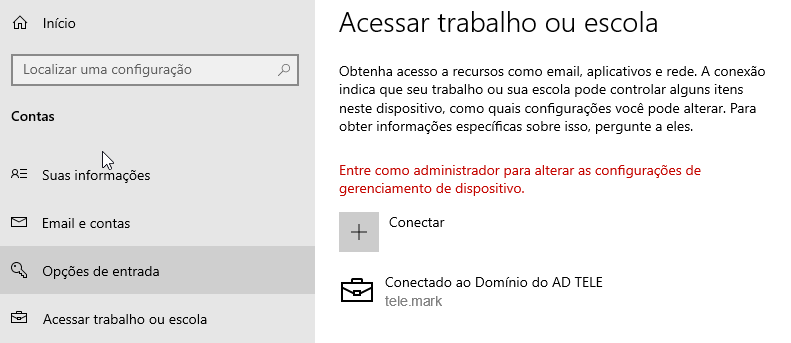 Início
Localizar uma configuração
Contas
Suas informações
Email e contas
Opções de entrada
Acessar trabalho ou escola
Acessar trabalho ou escola
Obtenha acesso a recursos como email, aplicativos e rede. A conexão
indica que seu trabalho ou sua escola pode controlar alguns itens
neste dispositivo, como quais configurações você pode alterar. Para
obter informações específicas sobre isso, pergunte a eles.
Entre como administrador para alterar as configurações de
gerenciamento de dispositivo.
Conectar
Conectado ao Domínio do AD TELE
tele.mark